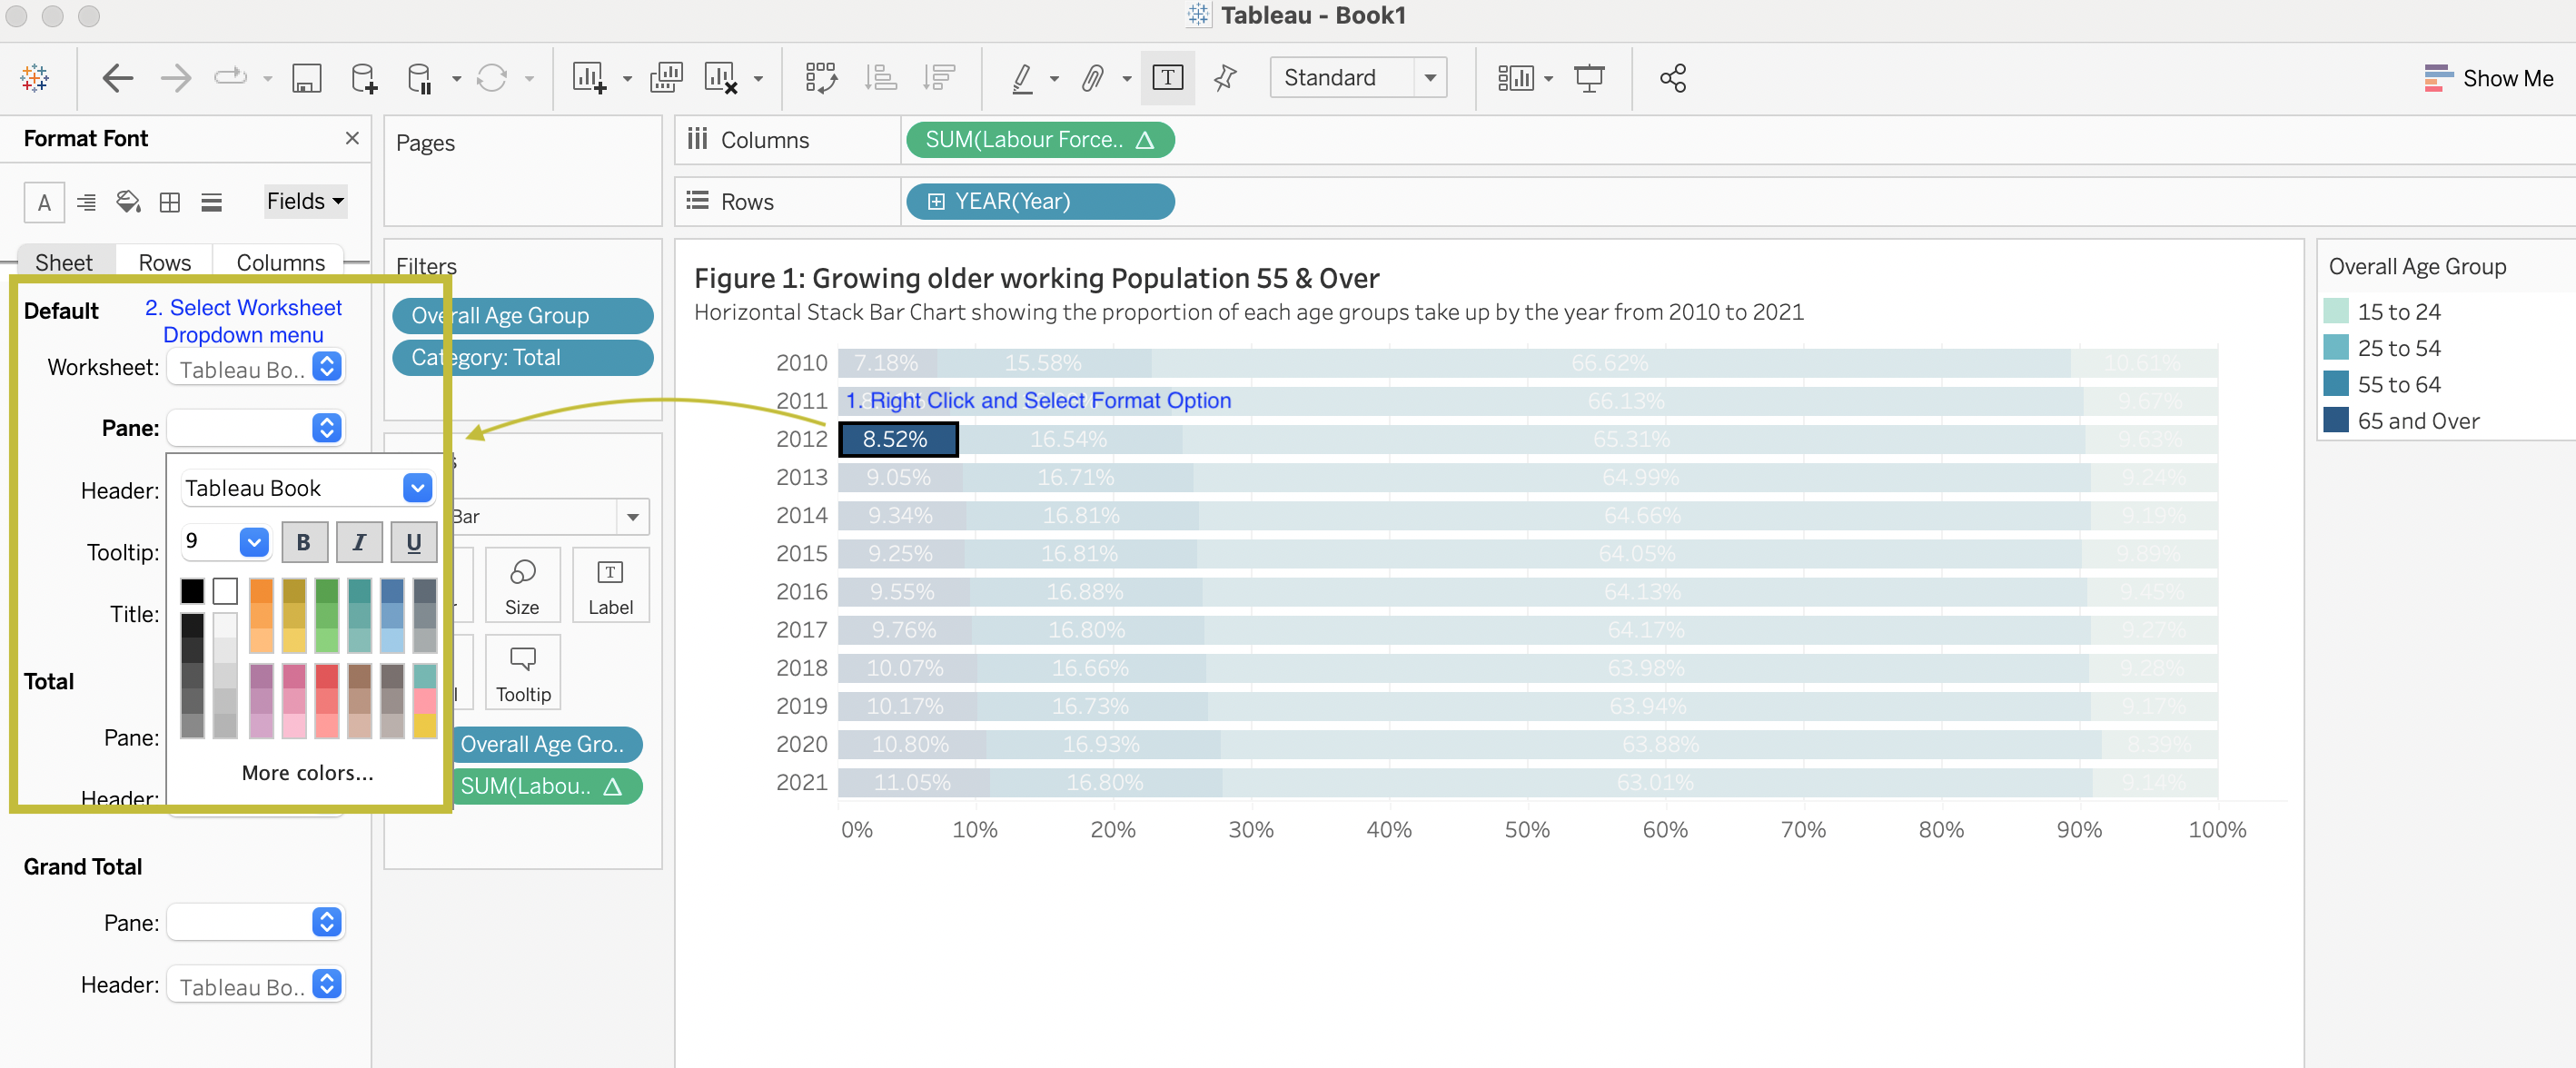 Tableau - Book1
Standard
Show Me
Format Font
Fields
Sheet Rows Columns
Default
2. Select Worksheet
Dropdown menu
Worksheet: Tableau Bo..
Pane:
Header:
Tableau Book
Tooltip:
9 B I U
Title:
Total
Pane:
More colors...
Header:
Grand Total
Pane:
Header: Tableau Bo..
Pages
Filters
Overall Age Group
Category: Total
Bar
Size Label
Tooltip
Overall Age Gro..
SUM(Labou.. Δ
Columns SUM(Labour Force.. Δ
Rows YEAR(Year)
Figure 1: Growing older working Population 55 & Over
Horizontal Stack Bar Chart showing the proportion of each age groups take up by the year from 2010 to 2021
2010 7.18% 15.58% 66.62% 10.61%
2011 1. Right Click and Select Format Option 66.13% 9.67%
2012 8.52% 16.54% 65.31% 9.63%
2013 9.05% 16.71% 64.99% 9.24%
2014 9.34% 16.81% 64.66% 9.19%
2015 9.25% 16.81% 64.05% 9.89%
2016 9.55% 16.88% 64.13% 9.45%
2017 9.76% 16.80% 64.17% 9.27%
2018 10.07% 16.66% 63.98% 9.28%
2019 10.17% 16.73% 63.94% 9.17%
2020 10.80% 16.93% 63.88% 8.39%
2021 11.05% 16.80% 63.01% 9.14%
0% 10% 20% 30% 40% 50% 60% 70% 80% 90% 100%
Overall Age Group
15 to 24
25 to 54
55 to 64
65 and Over